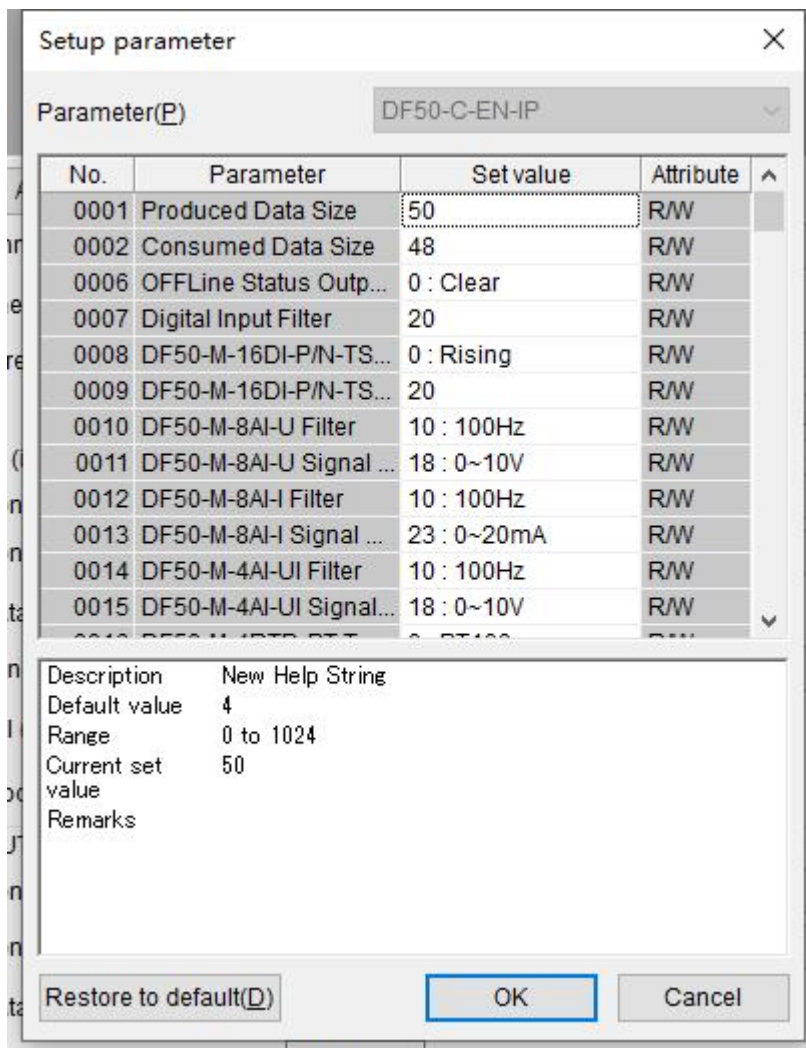 Setup parameter
Parameter(P) DF50-C-EN-IP
No. Parameter Set value Attribute
0001 Produced Data Size 50 R/W
0002 Consumed Data Size 48 R/W
0006 OFFLine Status Outp... 0 : Clear R/W
0007 Digital Input Filter 20 R/W
0008 DF50-M-16DI-P/N-TS... 0 : Rising R/W
0009 DF50-M-16DI-P/N-TS... 20 R/W
0010 DF50-M-8AI-U Filter 10 : 100Hz R/W
0011 DF50-M-8AI-U Signal ... 18 : 0~10V R/W
0012 DF50-M-8AI-I Filter 10 : 100Hz R/W
0013 DF50-M-8AI-I Signal ... 23 : 0~20mA R/W
0014 DF50-M-4AI-UI Filter 10 : 100Hz R/W
0015 DF50-M-4AI-UI Signal... 18 : 0~10V R/W
Description New Help String
Default value 4
Range 0 to 1024
Current set 50
value
Remarks
Restore to default(D) OK Cancel